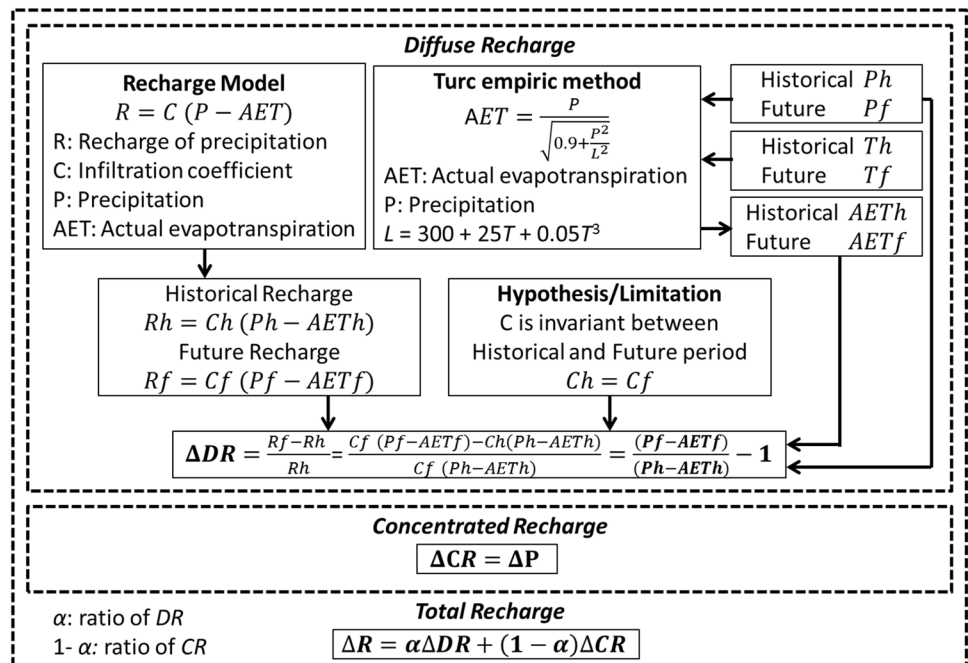 Diffuse Recharge
Recharge Model
R = C (P − AET)
R: Recharge of precipitation
C: Infiltration coefficient
P: Precipitation
AET: Actual evapotranspiration
Turc empiric method
AET = P / √(0.9+P²/L²)
AET: Actual evapotranspiration
P: Precipitation
L = 300 + 25T + 0.05T³
Historical Ph
Future Pf
Historical Th
Future Tf
Historical AETh
Future AETf
Historical Recharge
Rh = Ch (Ph − AETh)
Future Recharge
Rf = Cf (Pf − AETf)
Hypothesis/Limitation
C is invariant between
Historical and Future period
Ch = Cf
ΔDR = (Rf−Rh)/Rh = (Cf (Pf−AETf)−Ch(Ph−AETh))/(Cf (Ph−AETh)) = (Pf−AETf)/(Ph−AETh) − 1
Concentrated Recharge
ΔCR = ΔP
Total Recharge
α: ratio of DR
1- α: ratio of CR
ΔR = αΔDR + (1 − α)ΔCR